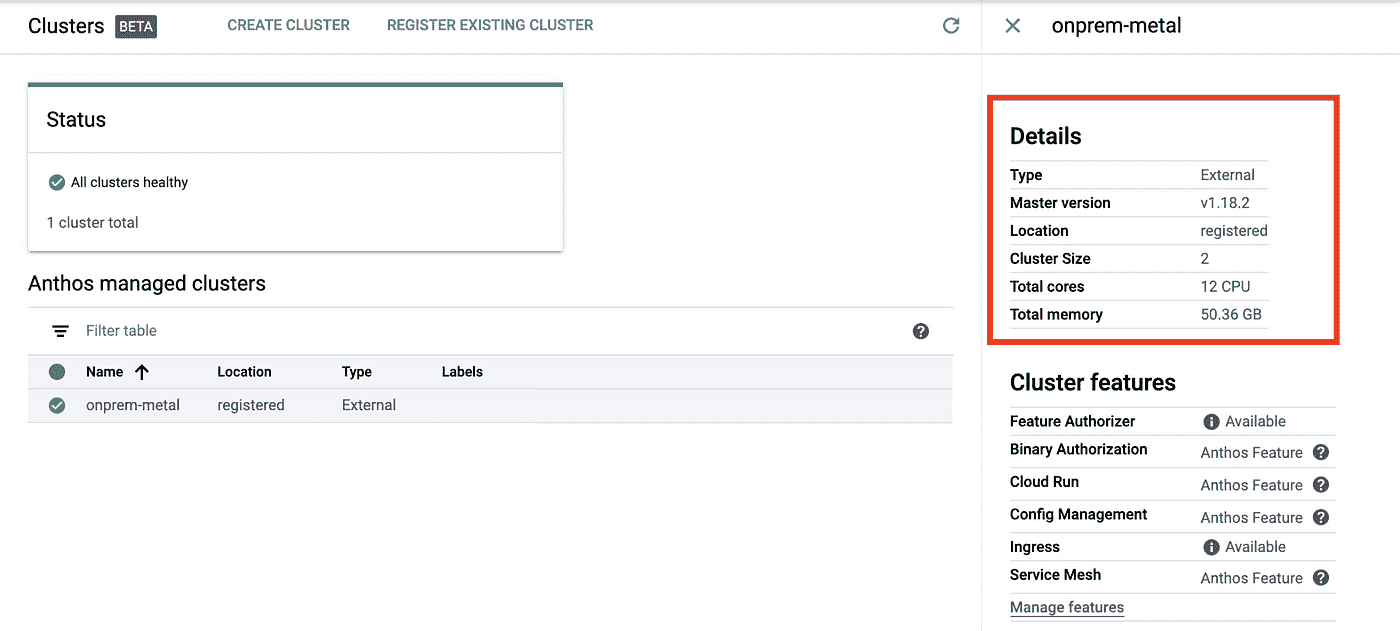 Clusters BETA CREATE CLUSTER REGISTER EXISTING CLUSTER
Status
All clusters healthy
1 cluster total
Anthos managed clusters
Filter table
Name Location Type Labels
onprem-metal registered External
onprem-metal
Details
Type External
Master version v1.18.2
Location registered
Cluster Size 2
Total cores 12 CPU
Total memory 50.36 GB
Cluster features
Feature Authorizer Available
Binary Authorization Anthos Feature
Cloud Run Anthos Feature
Config Management Anthos Feature
Ingress Available
Service Mesh Anthos Feature
Manage features